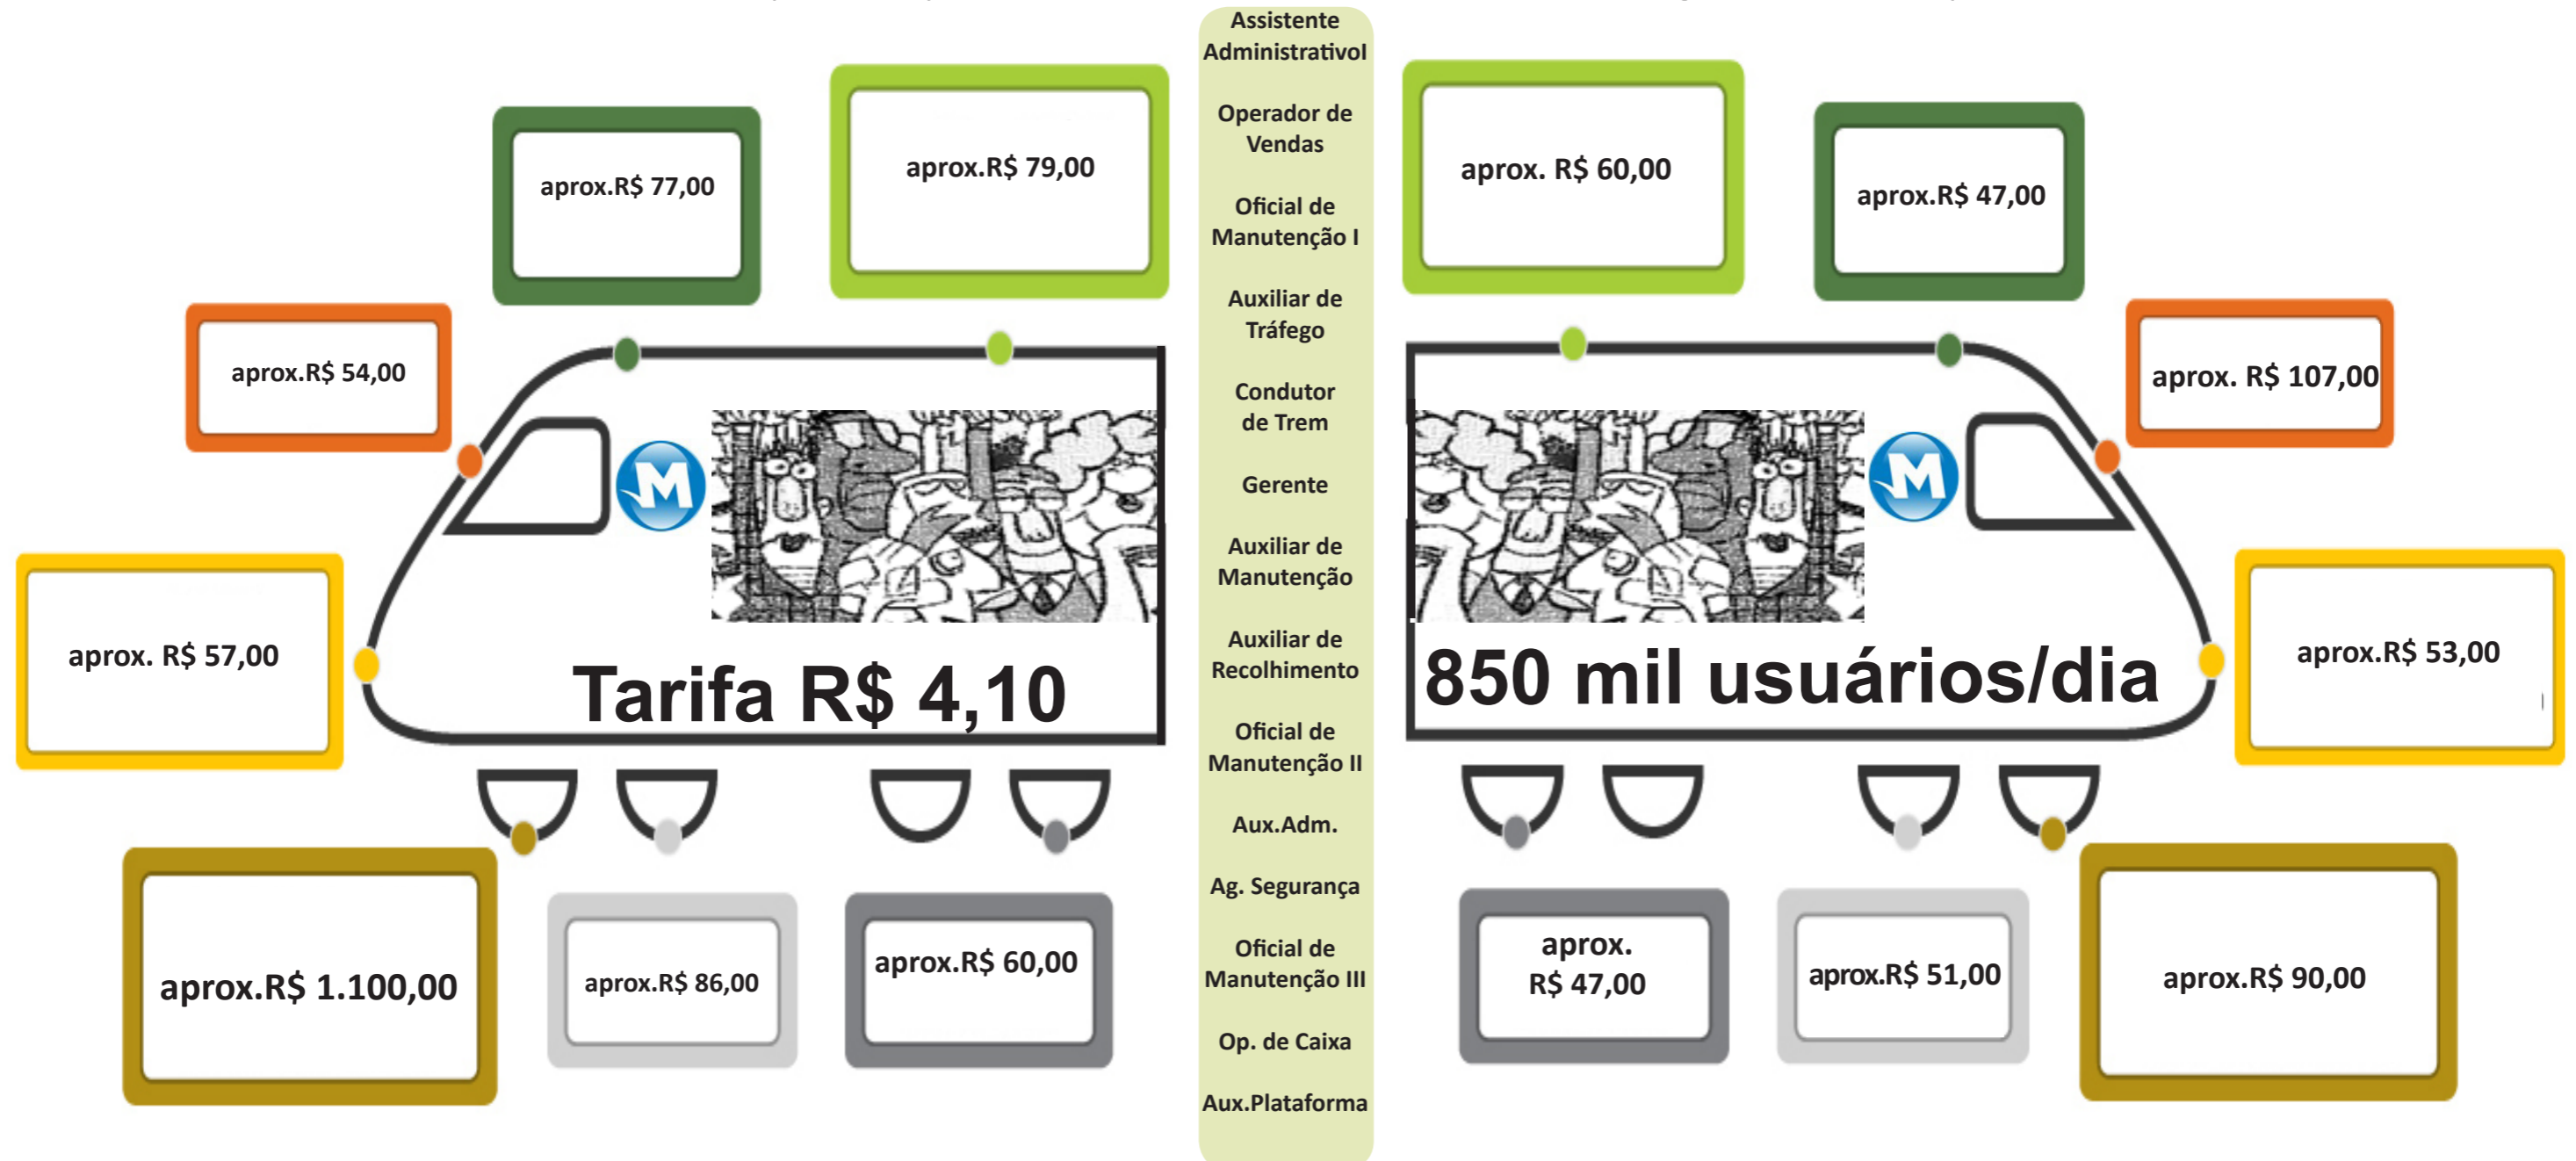 aprox.R$ 77,00
aprox.R$ 79,00
aprox.R$ 54,00
M
Tarifa R$ 4,10
aprox. R$ 57,00
aprox.R$ 1.100,00
aprox.R$ 86,00
aprox.R$ 60,00
Assistente
AdministrativoI
Operador de
Vendas
Oficial de
Manutenção I
Auxiliar de
Tráfego
Condutor
de Trem
Gerente
Auxiliar de
Manutenção
Auxiliar de
Recolhimento
Oficial de
Manutenção II
Aux.Adm.
Ag. Segurança
Oficial de
Manutenção III
Op. de Caixa
Aux.Plataforma
aprox. R$ 60,00
aprox.R$ 47,00
aprox. R$ 107,00
M
850 mil usuários/dia
aprox.R$ 53,00
aprox.
R$ 47,00
aprox.R$ 51,00
aprox.R$ 90,00